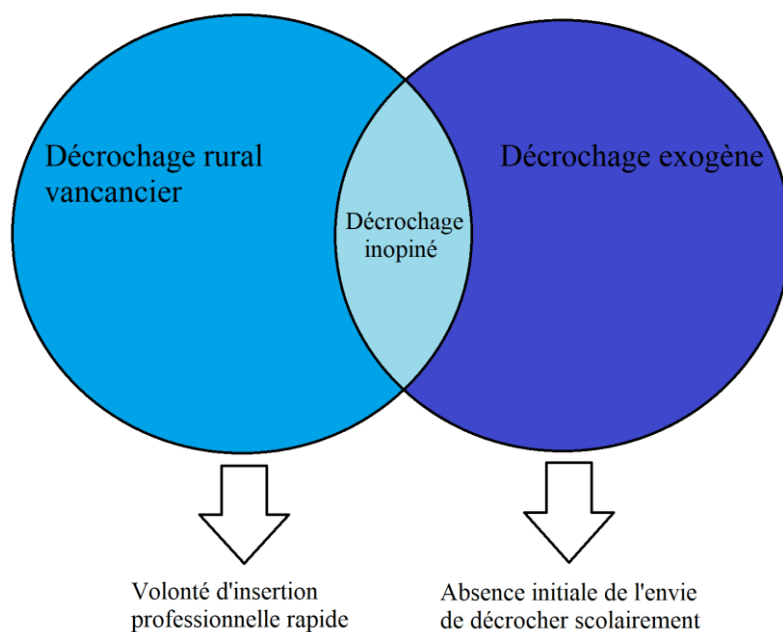 Décrochage rural
vancancier
Décrochage exogène
Décrochage
inopiné
Volonté d'insertion
professionnelle rapide
Absence initiale de l'envie
de décrocher scolairement